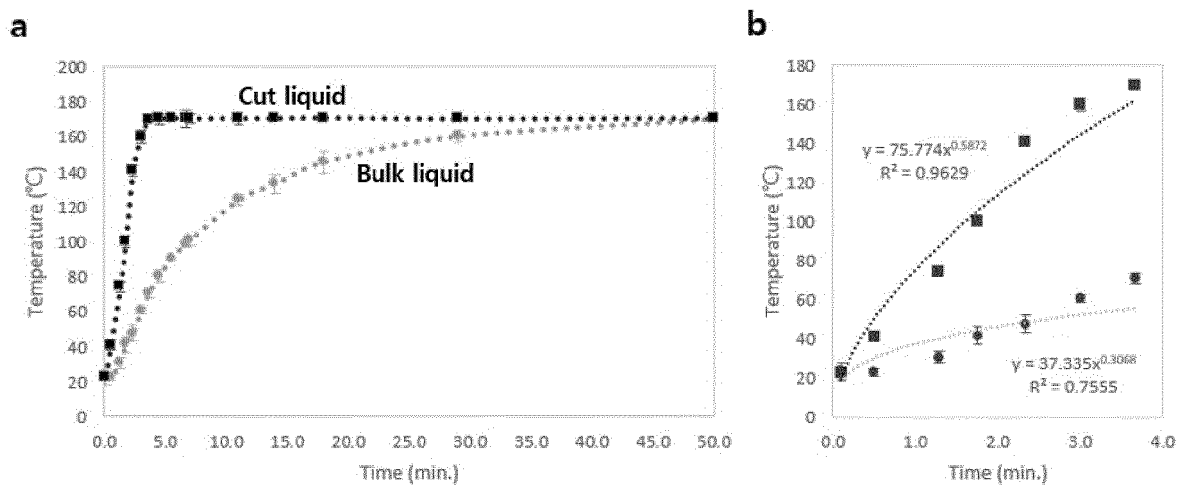 a
Temperature (°C)
200
180
160
140
120
100
80
60
40
20
0
Cut liquid
Bulk liquid
0.0 5.0 10.0 15.0 20.0 25.0 30.0 35.0 40.0 45.0 50.0
Time (min.)
b
Temperature (°C)
180
160
140
120
100
80
60
40
20
0
y = 75.774x^0.5872
R² = 0.9629
y = 37.335x^0.3068
R² = 0.7555
0.0 1.0 2.0 3.0 4.0
Time (min.)